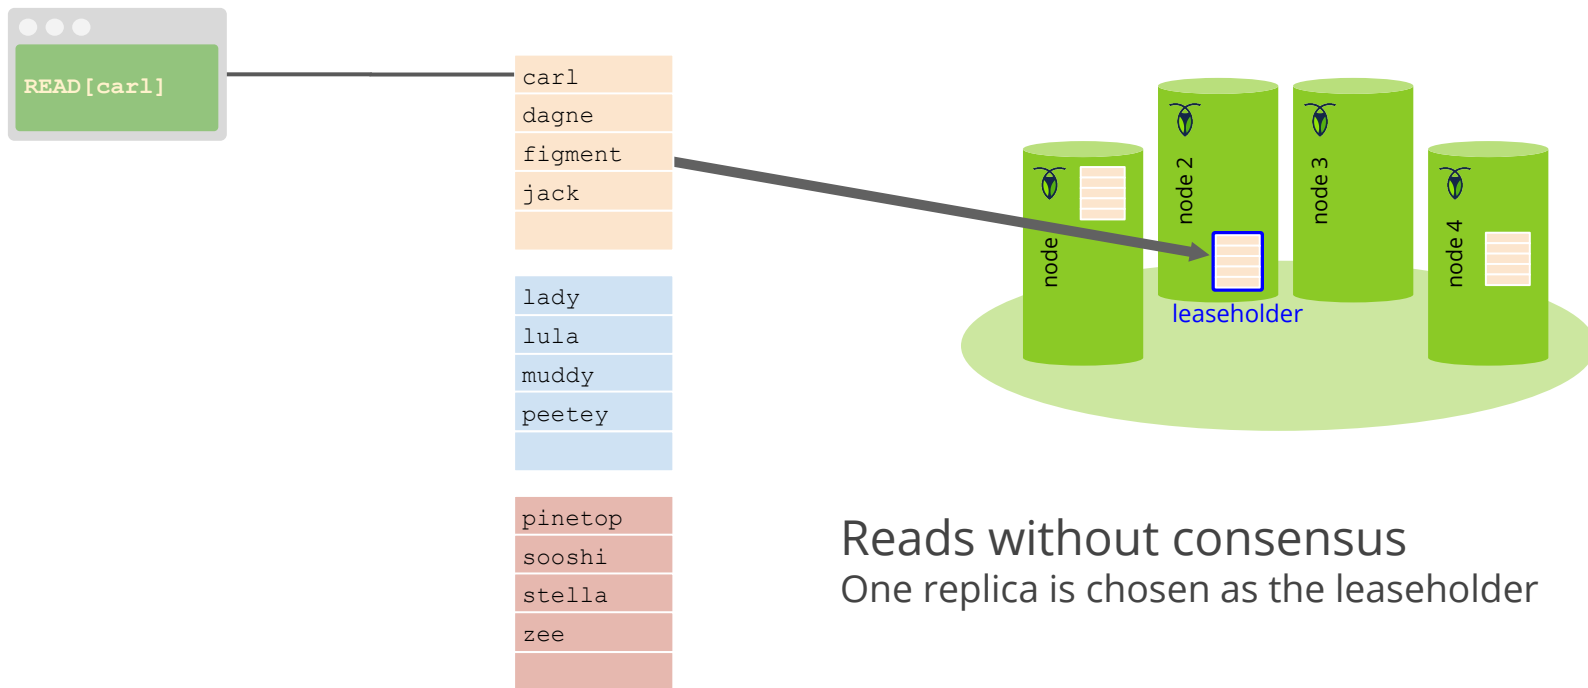 READ[carl]
carl
dagne
figment
jack
lady
lula
muddy
peetey
pinetop
sooshi
stella
zee
node
node 2
node 3
node 4
leaseholder
Reads without consensus
One replica is chosen as the leaseholder